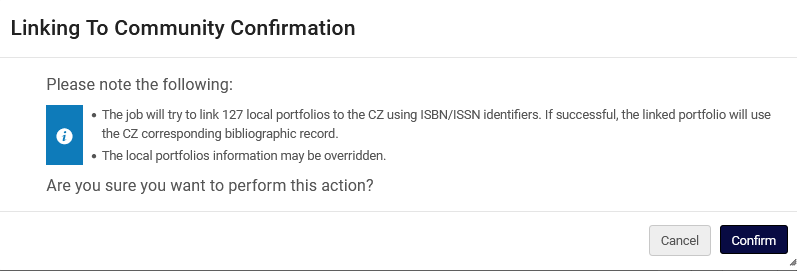 Linking To Community Confirmation
Please note the following:
• The job will try to link 127 local portfolios to the CZ using ISBN/ISSN identifiers. If successful, the linked portfolio will use
the CZ corresponding bibliographic record.
• The local portfolios information may be overridden.
Are you sure you want to perform this action?
Cancel Confirm